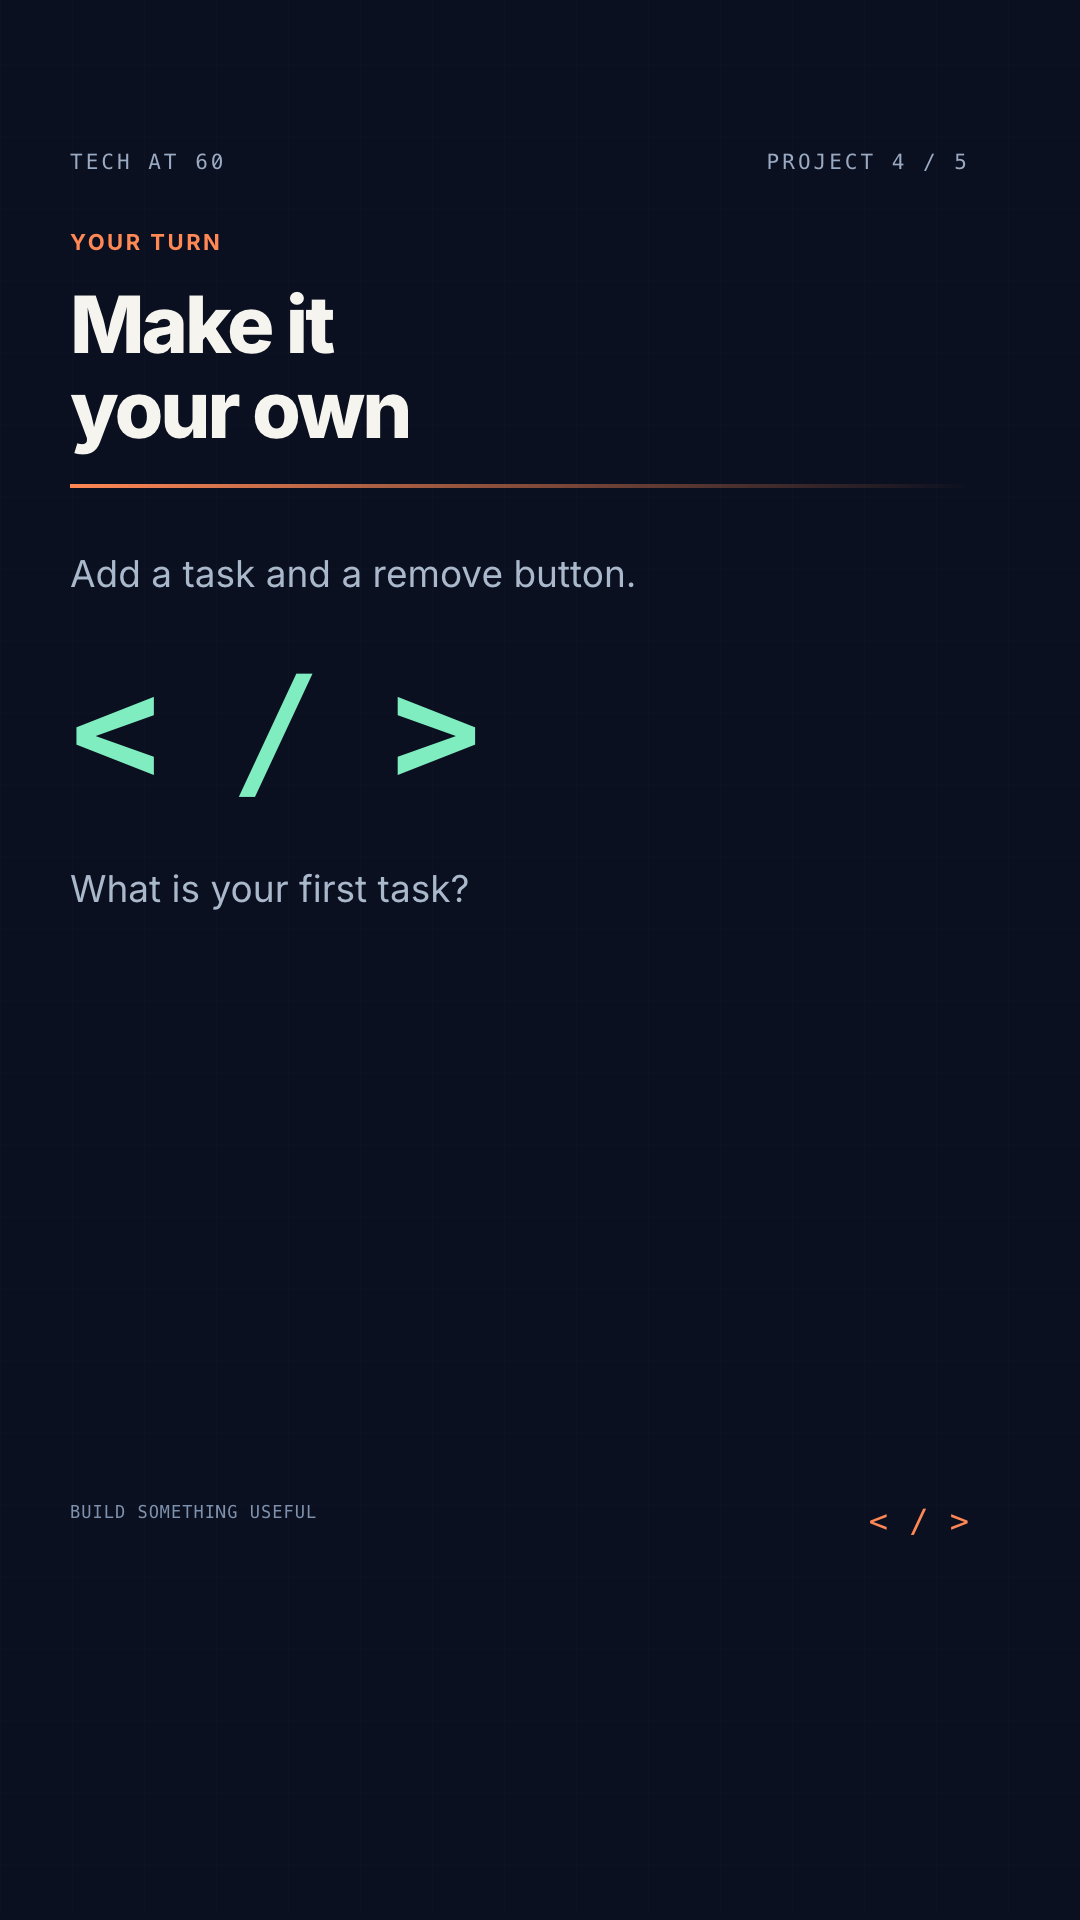 TECH AT 60
PROJECT 4 / 5
YOUR TURN
Make it
your own
Add a task and a remove button.
< / >
What is your first task?
BUILD SOMETHING USEFUL
< / >